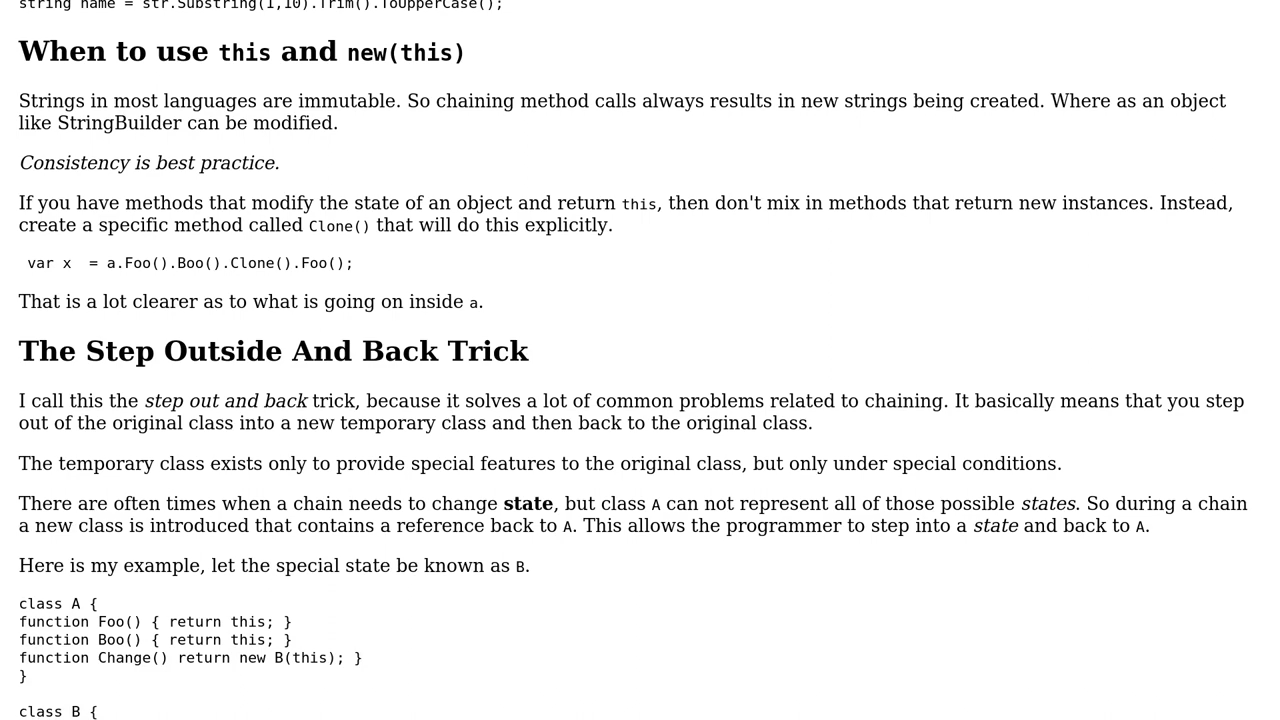 string name = str.Substring(1,10).Trim().ToUpperCase();
When to use this and new(this)
Strings in most languages are immutable. So chaining method calls always results in new strings being created. Where as an object
like StringBuilder can be modified.
Consistency is best practice.
If you have methods that modify the state of an object and return this, then don't mix in methods that return new instances. Instead,
create a specific method called Clone() that will do this explicitly.
 var x  = a.Foo().Boo().Clone().Foo();
That is a lot clearer as to what is going on inside a.
The Step Outside And Back Trick
I call this the step out and back trick, because it solves a lot of common problems related to chaining. It basically means that you step
out of the original class into a new temporary class and then back to the original class.
The temporary class exists only to provide special features to the original class, but only under special conditions.
There are often times when a chain needs to change state, but class A can not represent all of those possible states. So during a chain
a new class is introduced that contains a reference back to A. This allows the programmer to step into a state and back to A.
Here is my example, let the special state be known as B.
class A {
function Foo() { return this; }
function Boo() { return this; }
function Change() return new B(this); }
}
class B {